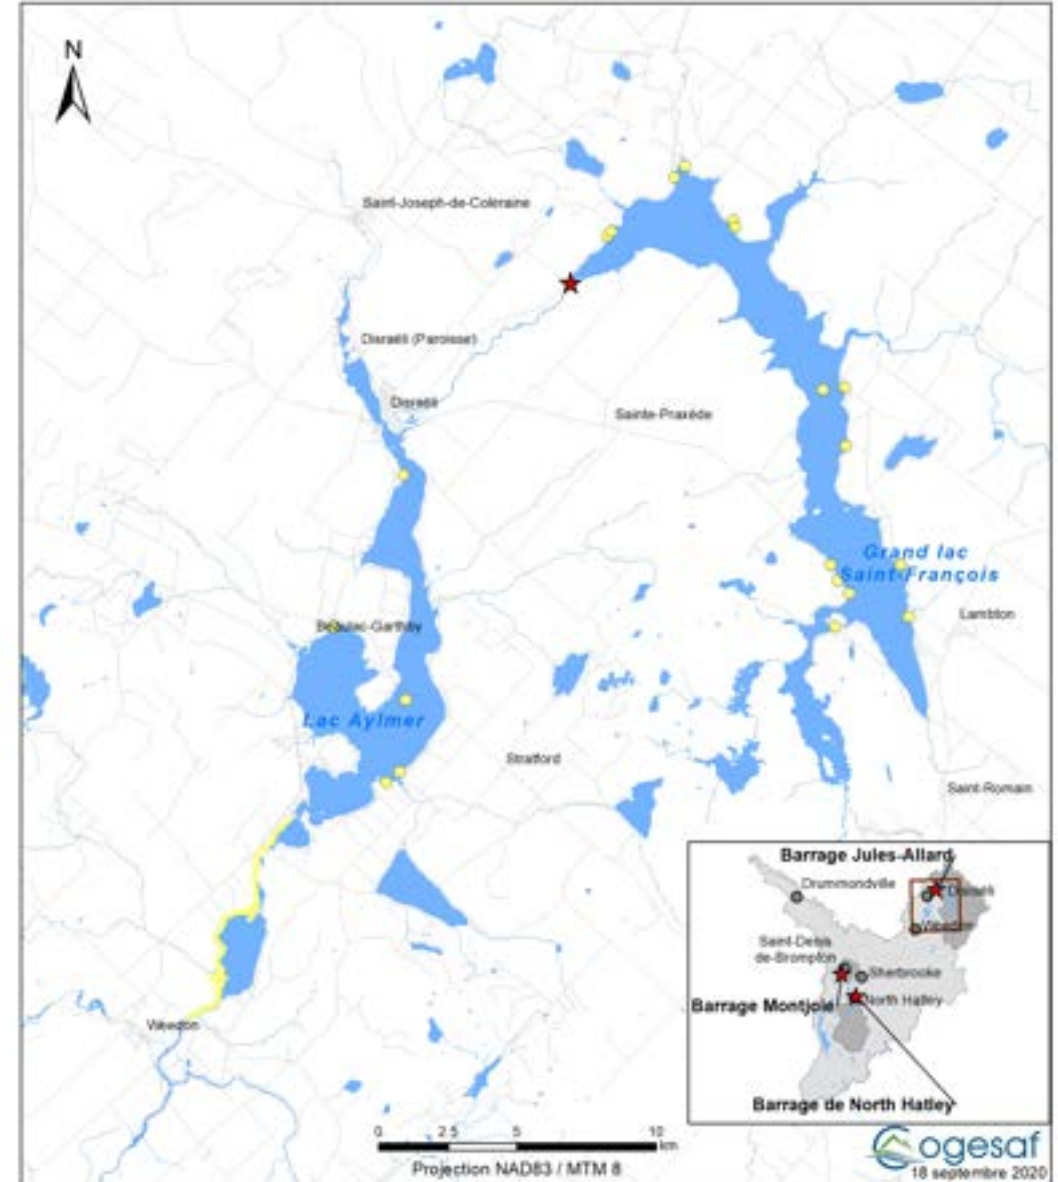 N
Saint-Joseph-de-Coleraine
Disraëli (Paroisse)
Disraëli
Sainte-Praxède
Grand lac
Saint-François
Lambton
Beaulac-Garthby
Lac Aylmer
Stratford
Saint-Romain
Weedon
Barrage Jules-Allard
Drummondville
Disraëli
Weedon
Saint-Denis
de-Brompton
Sherbrooke
Barrage Montjoie
North Hatley
Barrage de North Hatley
0 2.5 5 10
km
Projection NAD83 / MTM 8
Cogesaf
18 septembre 2020